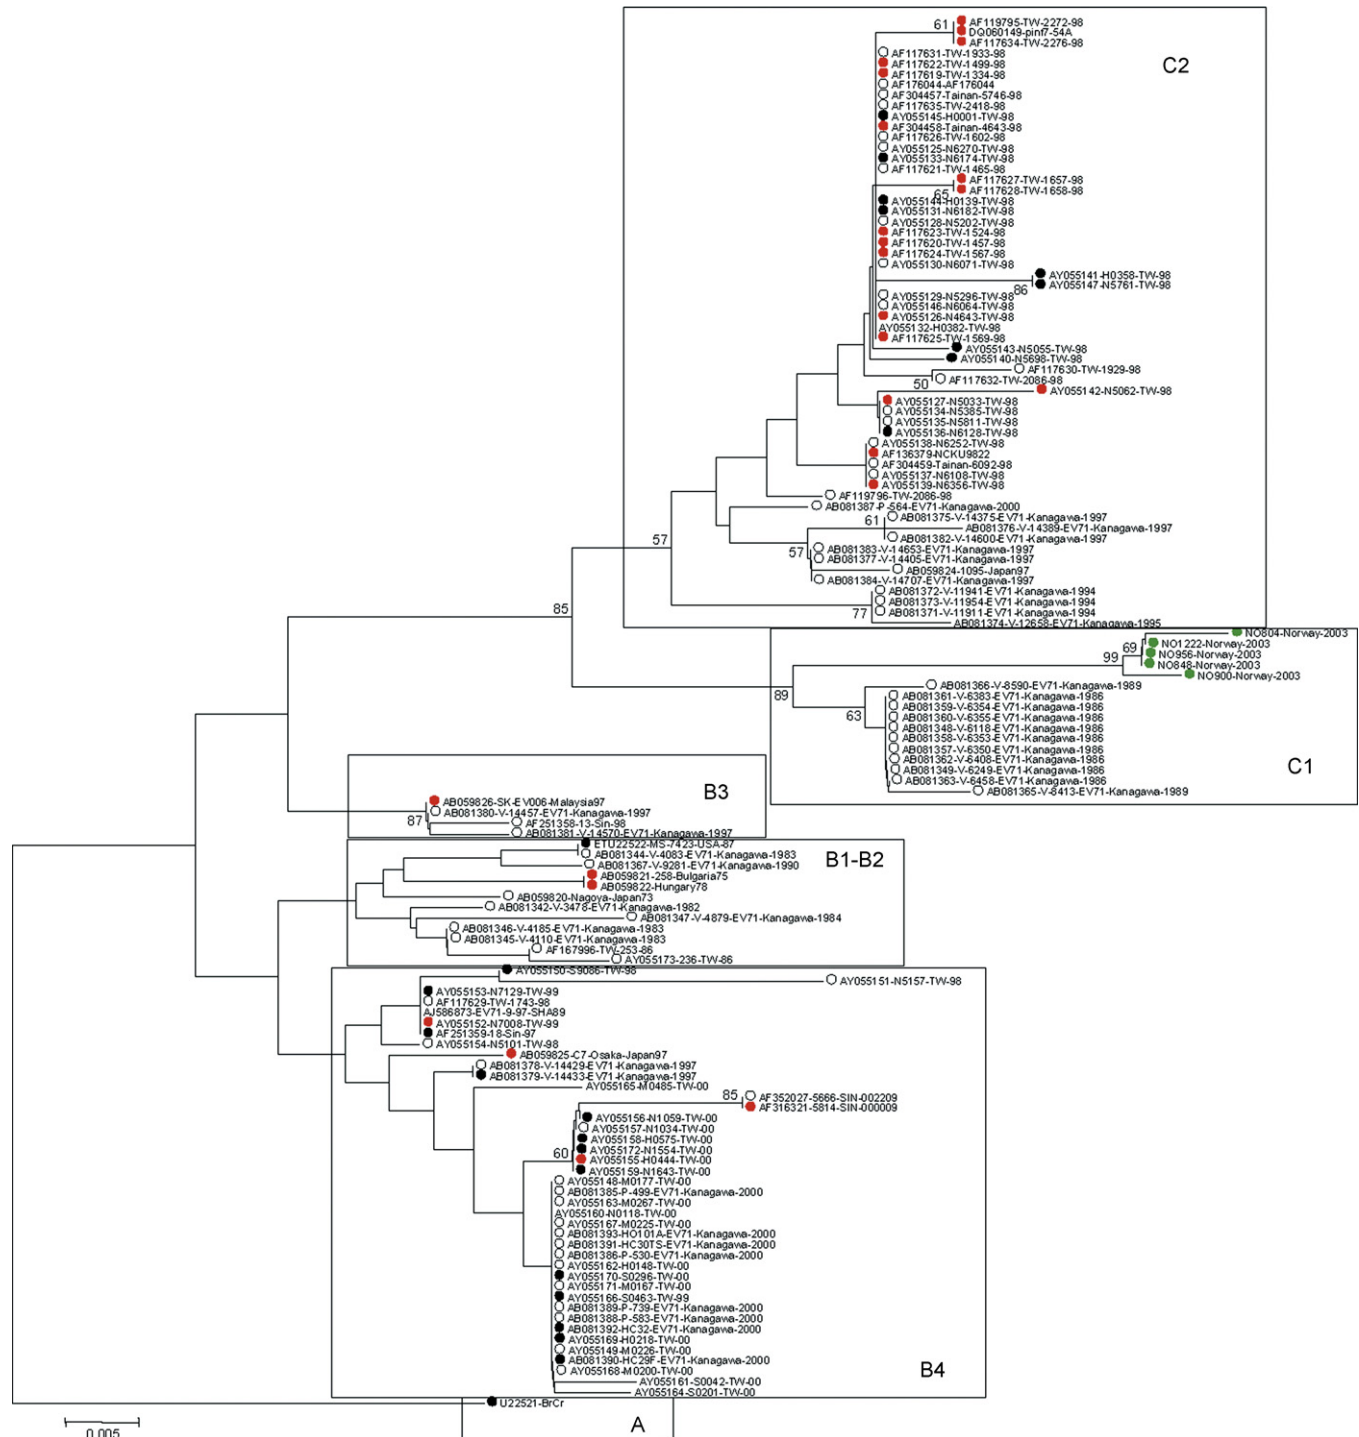 61
AF119795-TW-2272-98
DQ060149-pinf7-54A
AF117634-TW-2276-98
AF117631-TW-1933-98
C2
AF117622-TW-1499-98
AF117619-TW-1334-98
AF176044-AF176044
AF304457-Tainan-5746-98
AF117635-TW-2418-98
AY055145-H0001-TW-98
AF304458-Tainan-4643-98
AF117626-TW-1602-98
AY055125-N6270-TW-98
AY055133-N6174-TW-98
AF117621-TW-1465-98
AF117627-TW-1657-98
AF117628-TW-1658-98
65
AY055144-H0139-TW-98
AY055131-N6182-TW-98
AY055128-N5202-TW-98
AF117623-TW-1524-98
AF117620-TW-1457-98
AF117624-TW-1567-98
AY055130-N6071-TW-98
AY055141-H0358-TW-98
AY055147-N5761-TW-98
86
AY055129-N5296-TW-98
AY055146-N6064-TW-98
AY055126-N4643-TW-98
AY055132-H0382-TW-98
AF117625-TW-1569-98
AY055143-N5055-TW-98
AY055140-N5698-TW-98
AF117630-TW-1929-98
AF117632-TW-2086-98
50
AY055142-N5062-TW-98
AY055127-N5033-TW-98
AY055134-N5385-TW-98
AY055135-N5811-TW-98
AY055136-N6128-TW-98
AY055138-N6252-TW-98
AF136379-NCKU9822
AF304459-Tainan-6092-98
AY055137-N6108-TW-98
AY055139-N6356-TW-98
AF119796-TW-2086-98
AB081387-P-564-EV71-Kanagawa-2000
61
AB081375-V-14375-EV71-Kanagawa-1997
AB081376-V-14389-EV71-Kanagawa-1997
AB081382-V-14600-EV71-Kanagawa-1997
57
57
AB081383-V-14653-EV71-Kanagawa-1997
AB081377-V-14405-EV71-Kanagawa-1997
AB059824-1095-Japan97
AB081384-V-14707-EV71-Kanagawa-1997
AB081372-V-11941-EV71-Kanagawa-1994
AB081373-V-11954-EV71-Kanagawa-1994
77
AB081371-V-11911-EV71-Kanagawa-1994
AB081374-V-12658-EV71-Kanagawa-1995
85
NO804-Norway-2003
69
NO1222-Norway-2003
99
NO956-Norway-2003
NO848-Norway-2003
NO900-Norway-2003
89
AB081366-V-8590-EV71-Kanagawa-1989
AB081361-V-6383-EV71-Kanagawa-1986
AB081359-V-6354-EV71-Kanagawa-1986
63
AB081360-V-6355-EV71-Kanagawa-1986
AB081348-V-6118-EV71-Kanagawa-1986
AB081358-V-6353-EV71-Kanagawa-1986
AB081357-V-6350-EV71-Kanagawa-1986
AB081362-V-6408-EV71-Kanagawa-1986
AB081349-V-6249-EV71-Kanagawa-1986
C1
AB081363-V-6458-EV71-Kanagawa-1986
AB081365-V-8413-EV71-Kanagawa-1989
B3
AB059826-SK-EV006-Malaysia97
AB081380-V-14457-EV71-Kanagawa-1997
87
AF251358-13-Sin-98
AB081381-V-14570-EV71-Kanagawa-1997
ETU22522-MS-7423-USA-87
AB081344-V-4083-EV71-Kanagawa-1983
B1-B2
AB081367-V-9281-EV71-Kanagawa-1990
AB059821-258-Bulgaria75
AB059822-Hungary78
AB059820-Nagoya-Japan73
AB081342-V-3478-EV71-Kanagawa-1982
AB081347-V-4879-EV71-Kanagawa-1984
AB081346-V-4185-EV71-Kanagawa-1983
AB081345-V-4110-EV71-Kanagawa-1983
AF167996-TW-253-86
AY055173-236-TW-86
AY055150-S9086-TW-98
AY055151-N5157-TW-98
AY055153-N7129-TW-99
AF117629-TW-1743-98
AJ586873-EV71-9-97-SHA89
AY055152-N7008-TW-99
AF251359-18-Sin-97
AY055154-N5101-TW-98
AB059825-C7-Osaka-Japan97
AB081378-V-14429-EV71-Kanagawa-1997
AB081379-V-14433-EV71-Kanagawa-1997
AY055165-M0485-TW-00
85
AF352027-5666-SIN-002209
AF316321-5814-SIN-000009
AY055156-N1059-TW-00
AY055157-N1034-TW-00
AY055158-H0575-TW-00
AY055172-N1554-TW-00
60
AY055155-H0444-TW-00
AY055159-N1643-TW-00
AY055148-M0177-TW-00
AB081385-P-499-EV71-Kanagawa-2000
AY055163-M0267-TW-00
AY055160-N0118-TW-00
AY055167-M0225-TW-00
AB081393-HO101A-EV71-Kanagawa-2000
AB081391-HC30TS-EV71-Kanagawa-2000
AB081386-P-530-EV71-Kanagawa-2000
AY055162-H0148-TW-00
AY055170-S0296-TW-00
AY055171-M0167-TW-00
AY055166-S0463-TW-99
AB081389-P-739-EV71-Kanagawa-2000
AB081388-P-583-EV71-Kanagawa-2000
AB081392-HC32-EV71-Kanagawa-2000
AY055169-H0218-TW-00
AY055149-M0226-TW-00
AB081390-HC29F-EV71-Kanagawa-2000
B4
AY055168-M0200-TW-00
AY055161-S0042-TW-00
AY055164-S0201-TW-00
U22521-BrCr
A
0.005